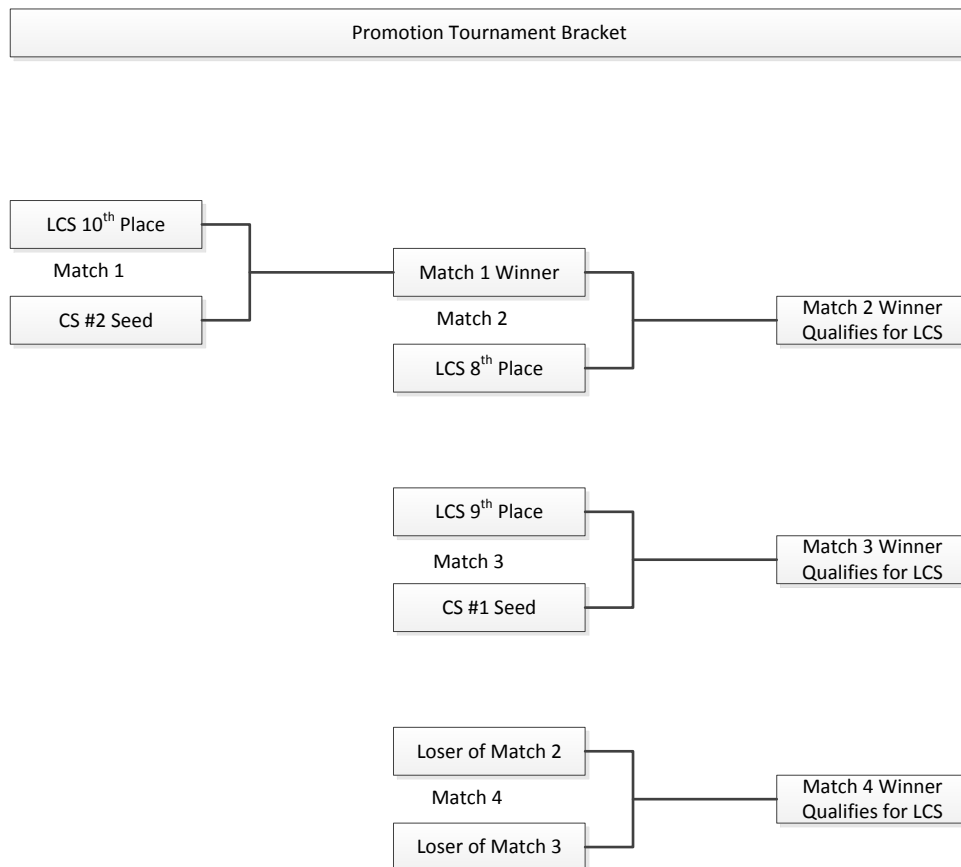 Promotion Tournament Bracket
LCS 10th Place
Match 1
CS #2 Seed
Match 1 Winner
Match 2
LCS 8th Place
Match 2 Winner
Qualifies for LCS
LCS 9th Place
Match 3
CS #1 Seed
Match 3 Winner
Qualifies for LCS
Loser of Match 2
Match 4
Loser of Match 3
Match 4 Winner
Qualifies for LCS